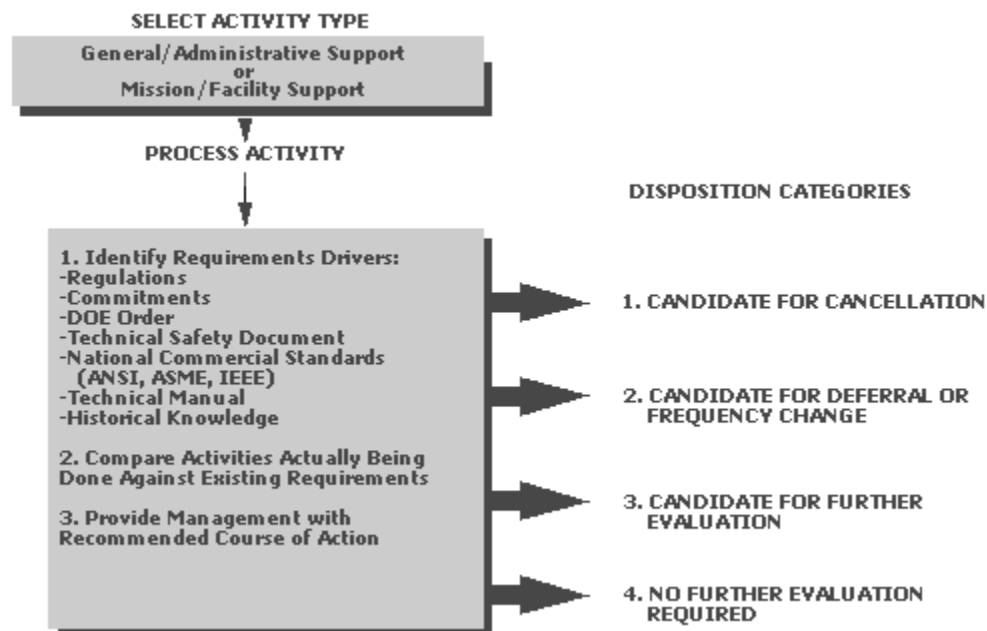 SELECT ACTIVITY TYPE
General/Administrative Support
or
Mission/Facility Support
PROCESS ACTIVITY
DISPOSITION CATEGORIES
1. Identify Requirements Drivers:
-Regulations
-Commitments
-DOE Order
-Technical Safety Document
-National Commercial Standards
(ANSI, ASME, IEEE)
-Technical Manual
-Historical Knowledge
2. Compare Activities Actually Being
Done Against Existing Requirements
3. Provide Management with
Recommended Course of Action
1. CANDIDATE FOR CANCELLATION
2. CANDIDATE FOR DEFERRAL OR
FREQUENCY CHANGE
3. CANDIDATE FOR FURTHER
EVALUATION
4. NO FURTHER EVALUATION
REQUIRED